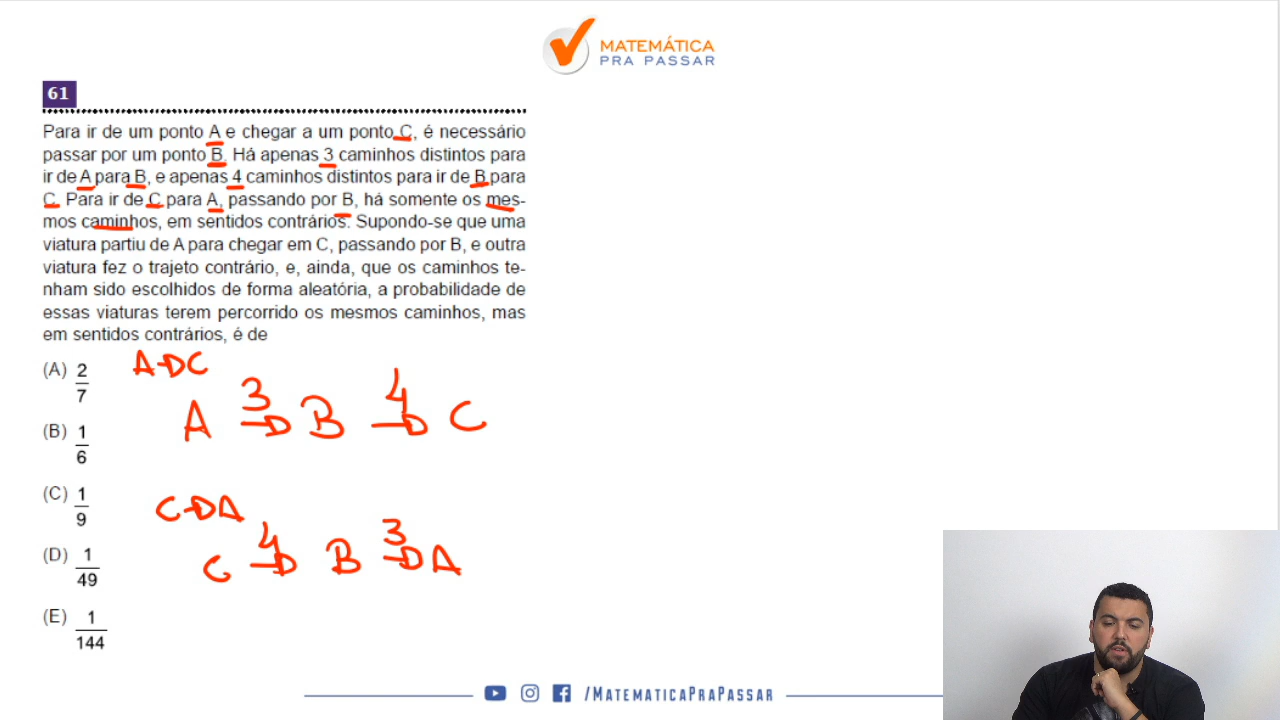 MATEMÁTICA
PRA PASSAR
61
Para ir de um ponto A e chegar a um ponto C, é necessário
passar por um ponto B. Há apenas 3 caminhos distintos para
ir de A para B, e apenas 4 caminhos distintos para ir de B para
C. Para ir de C para A, passando por B, há somente os mes-
mos caminhos, em sentidos contrários. Supondo-se que uma
viatura partiu de A para chegar em C, passando por B, e outra
viatura fez o trajeto contrário, e, ainda, que os caminhos te-
nham sido escolhidos de forma aleatória, a probabilidade de
essas viaturas terem percorrido os mesmos caminhos, mas
em sentidos contrários, é de
(A) 2/7
A→C
A 3→ B 4→ C
(B) 1/6
(C) 1/9
C→A
C 4→ B 3→ A
(D) 1/49
(E) 1/144
/MatematicaPraPassar